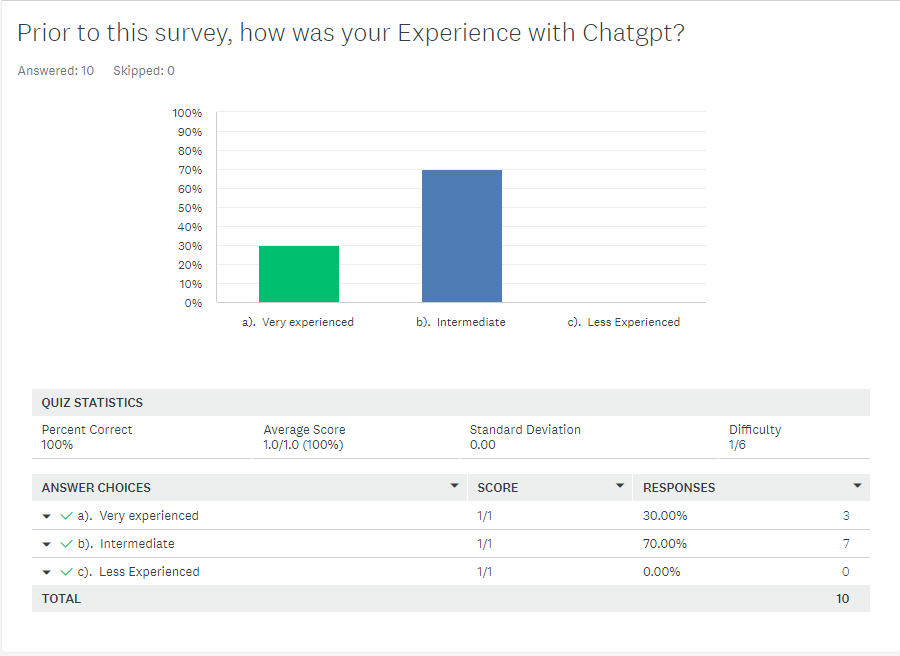 Prior to this survey, how was your Experience with Chatgpt?
Answered: 10 Skipped: 0
100%
90%
80%
70%
60%
50%
40%
30%
20%
10%
0%
a). Very experienced b). Intermediate c). Less Experienced
QUIZ STATISTICS
Percent Correct Average Score Standard Deviation Difficulty
100% 1.0/1.0 (100%) 0.00 1/6
ANSWER CHOICES SCORE RESPONSES
a). Very experienced 1/1 30.00% 3
b). Intermediate 1/1 70.00% 7
c). Less Experienced 1/1 0.00% 0
TOTAL 10